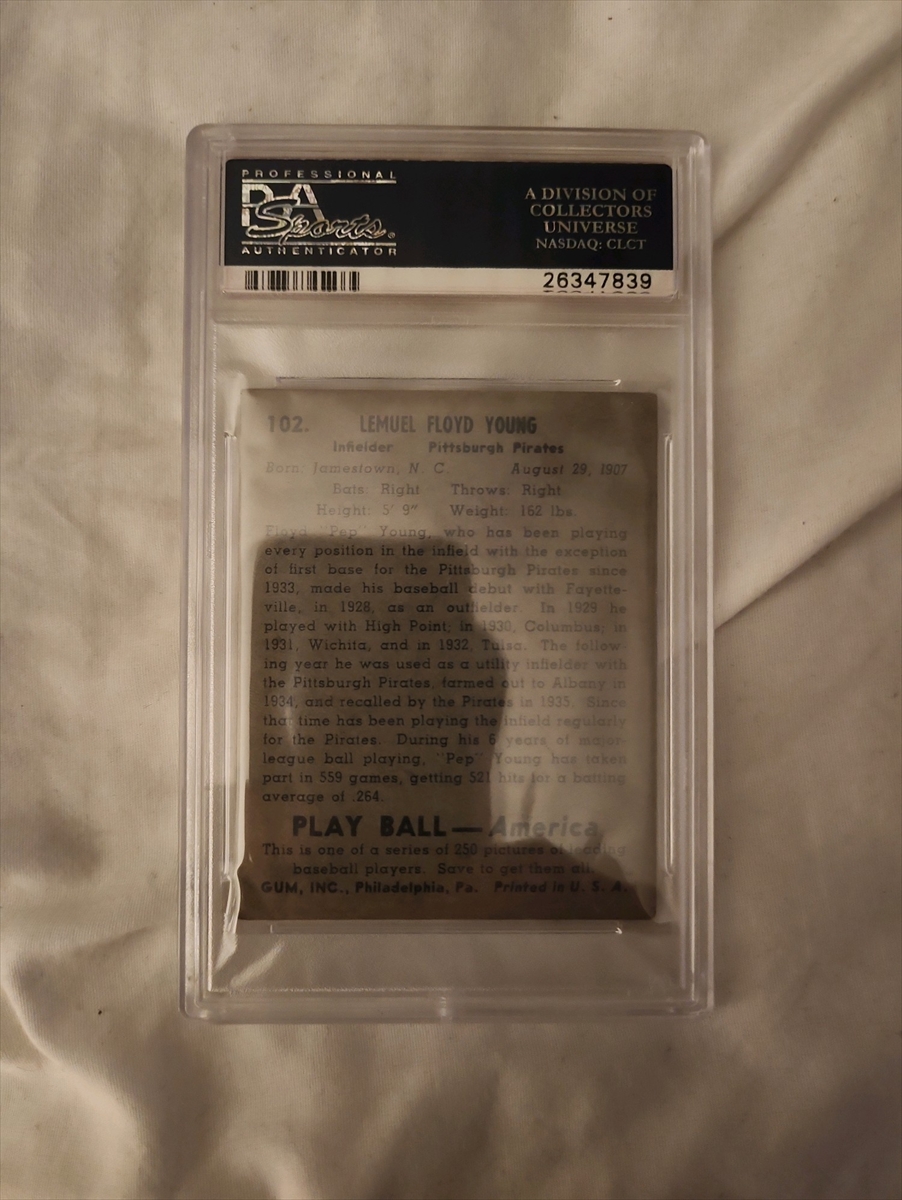 PROFESSIONAL
PSA
Sports
AUTHENTICATOR
A DIVISION OF
COLLECTORS
UNIVERSE
NASDAQ: CLCT
26347839
102. LEMUEL FLOYD YOUNG
Infielder Pittsburgh Pirates
Born: Jamestown, N. C. August 29, 1907
Bats: Right Throws: Right
Height: 5' 9" Weight: 162 lbs.
Floyd "Pep" Young, who has been playing
every position in the infield with the exception
of first base for the Pittsburgh Pirates since
1933, made his baseball debut with Fayette-
ville, in 1928, as an outfielder. In 1929 he
played with High Point; in 1930, Columbus; in
1931, Wichita, and in 1932, Tulsa. The follow-
ing year he was used as a utility infielder with
the Pittsburgh Pirates, farmed out to Albany in
1934, and recalled by the Pirates in 1935. Since
that time has been playing the infield regularly
for the Pirates. During his 6 years of major-
league ball playing, "Pep" Young has taken
part in 559 games, getting 521 hits for a batting
average of .264.
PLAY BALL—America
This is one of a series of 250 pictures of leading
baseball players. Save to get them all.
GUM, INC., Philadelphia, Pa. Printed in U. S. A.